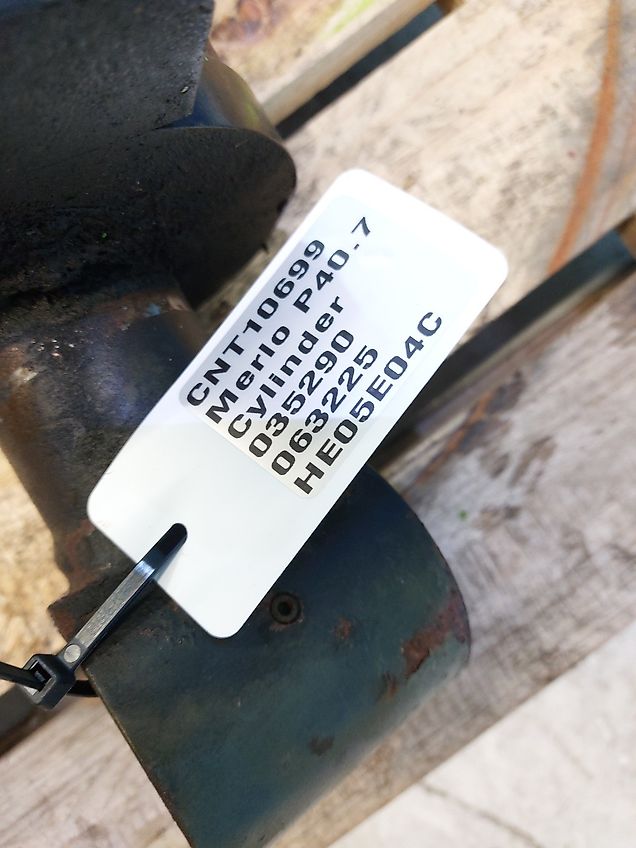 CNT10699
Merlo P40.7
Cylinder
035290
063225
HE05E04C